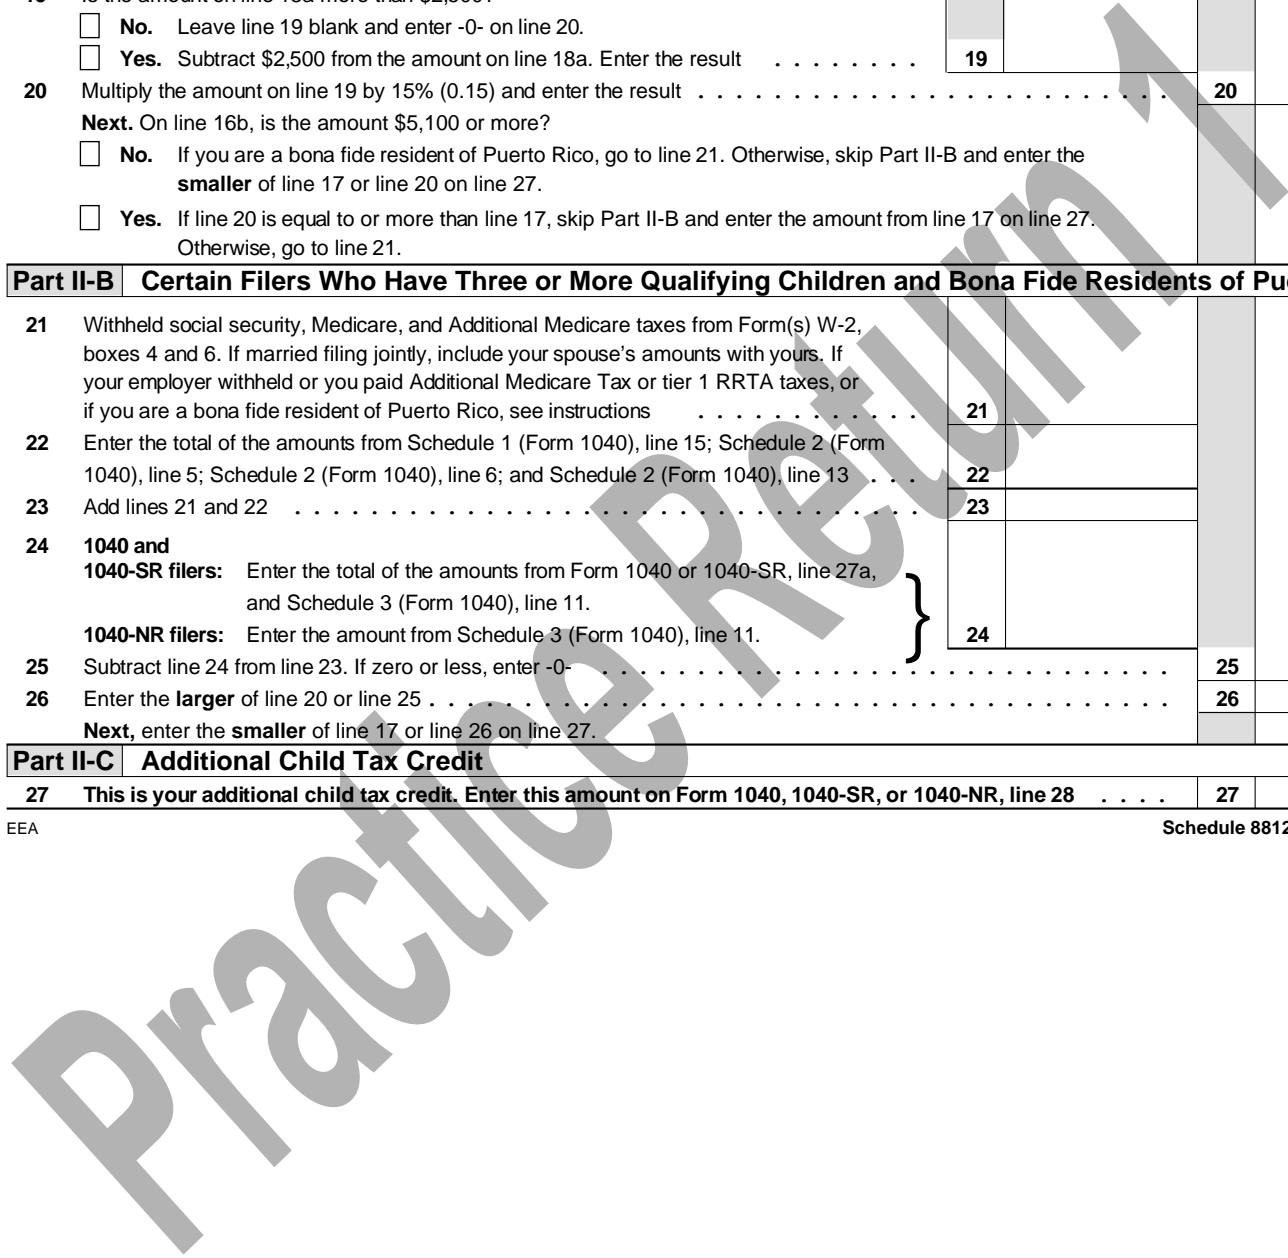 No. Leave line 19 blank and enter -0- on line 20.
Yes. Subtract $2,500 from the amount on line 18a. Enter the result . . . . . . . . 19
20 Multiply the amount on line 19 by 15% (0.15) and enter the result . . . . . . . . . . . . . . . . . . . . . . . . . 20
Next. On line 16b, is the amount $5,100 or more?
No. If you are a bona fide resident of Puerto Rico, go to line 21. Otherwise, skip Part II-B and enter the
smaller of line 17 or line 20 on line 27.
Yes. If line 20 is equal to or more than line 17, skip Part II-B and enter the amount from line 17 on line 27.
Otherwise, go to line 21.
Part II-B Certain Filers Who Have Three or More Qualifying Children and Bona Fide Residents of Pu
21 Withheld social security, Medicare, and Additional Medicare taxes from Form(s) W-2,
boxes 4 and 6. If married filing jointly, include your spouse’s amounts with yours. If
your employer withheld or you paid Additional Medicare Tax or tier 1 RRTA taxes, or
if you are a bona fide resident of Puerto Rico, see instructions . . . . . . . . . . . . 21
22 Enter the total of the amounts from Schedule 1 (Form 1040), line 15; Schedule 2 (Form
1040), line 5; Schedule 2 (Form 1040), line 6; and Schedule 2 (Form 1040), line 13 . . . 22
23 Add lines 21 and 22 . . . . . . . . . . . . . . . . . . . . . . . . . . . . . . . . . 23
24 1040 and
1040-SR filers: Enter the total of the amounts from Form 1040 or 1040-SR, line 27a,
and Schedule 3 (Form 1040), line 11.
1040-NR filers: Enter the amount from Schedule 3 (Form 1040), line 11. } 24
25 Subtract line 24 from line 23. If zero or less, enter -0- . . . . . . . . . . . . . . . . . . . . . . . . . . . . . . 25
26 Enter the larger of line 20 or line 25 . . . . . . . . . . . . . . . . . . . . . . . . . . . . . . . . . . . . . . . 26
Next, enter the smaller of line 17 or line 26 on line 27.
Part II-C Additional Child Tax Credit
27 This is your additional child tax credit. Enter this amount on Form 1040, 1040-SR, or 1040-NR, line 28 . . . . 27
EEA Schedule 8812
Practice Return 1